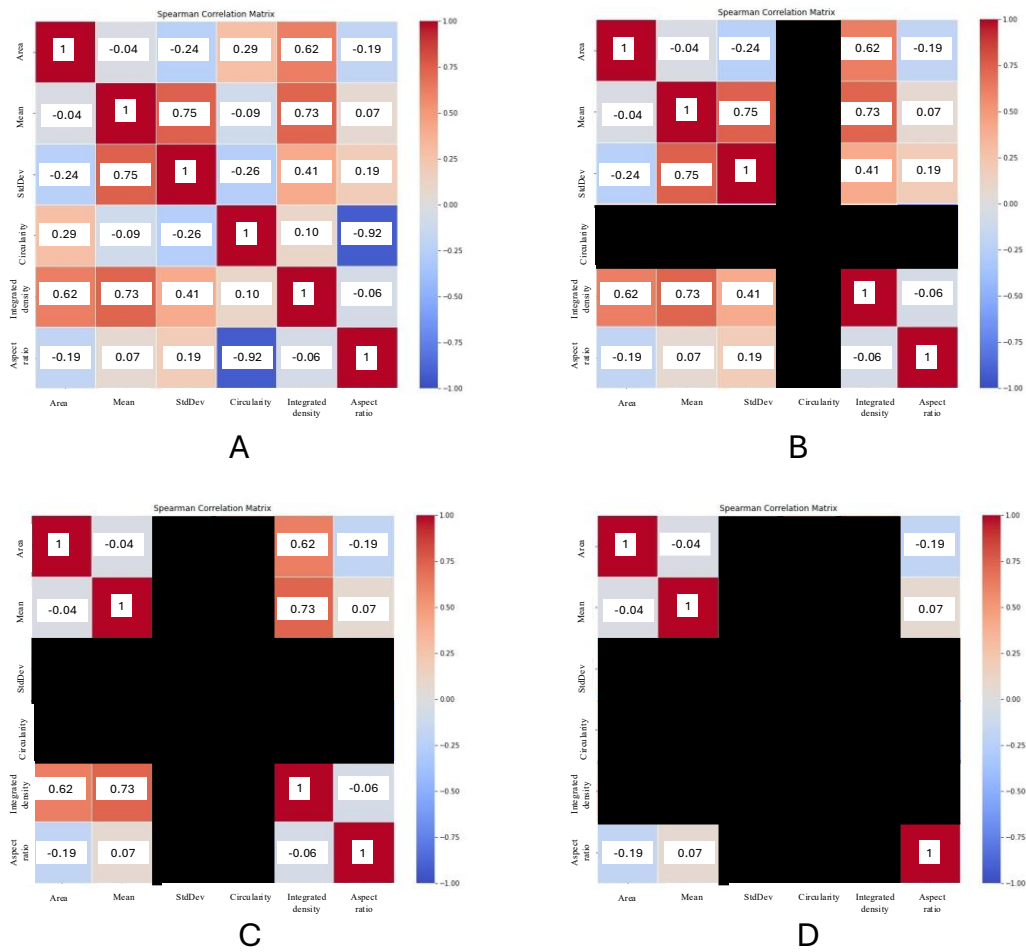 Spearman Correlation Matrix
Area 1 -0.04 -0.24 0.29 0.62 -0.19
Mean -0.04 1 0.75 -0.09 0.73 0.07
StdDev -0.24 0.75 1 -0.26 0.41 0.19
Circularity 0.29 -0.09 -0.26 1 0.10 -0.92
Integrated density 0.62 0.73 0.41 0.10 1 -0.06
Aspect ratio -0.19 0.07 0.19 -0.92 -0.06 1
Area Mean StdDev Circularity Integrated density Aspect ratio
1.00
0.75
0.50
0.25
0.00
−0.25
−0.50
−0.75
−1.00
A
Spearman Correlation Matrix
Area 1 -0.04 -0.24 0.62 -0.19
Mean -0.04 1 0.75 0.73 0.07
StdDev -0.24 0.75 1 0.41 0.19
Circularity
Integrated density 0.62 0.73 0.41 1 -0.06
Aspect ratio -0.19 0.07 0.19 -0.06 1
Area Mean StdDev Circularity Integrated density Aspect ratio
1.00
0.75
0.50
0.25
0.00
−0.25
−0.50
−0.75
−1.00
B
Spearman Correlation Matrix
Area 1 -0.04 0.62 -0.19
Mean -0.04 1 0.73 0.07
StdDev
Circularity
Integrated density 0.62 0.73 1 -0.06
Aspect ratio -0.19 0.07 -0.06 1
Area Mean StdDev Circularity Integrated density Aspect ratio
1.00
0.75
0.50
0.25
0.00
−0.25
−0.50
−0.75
−1.00
C
Spearman Correlation Matrix
Area 1 -0.04 -0.19
Mean -0.04 1 0.07
StdDev
Circularity
Integrated density
Aspect ratio -0.19 0.07 1
Area Mean StdDev Circularity Integrated density Aspect ratio
1.00
0.75
0.50
0.25
0.00
−0.25
−0.50
−0.75
−1.00
D